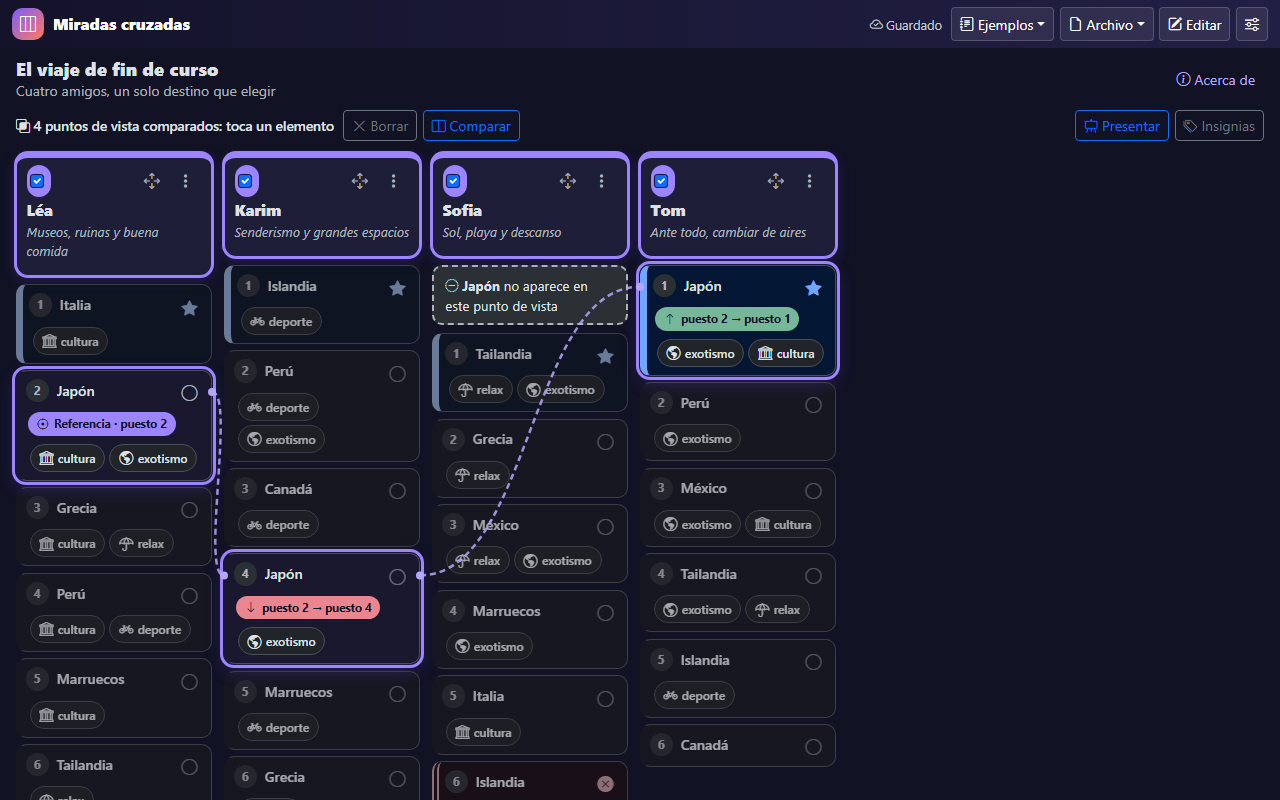 Miradas cruzadas
Guardado
Ejemplos
Archivo
Editar
El viaje de fin de curso
Cuatro amigos, un solo destino que elegir
Acerca de
4 puntos de vista comparados: toca un elemento
Borrar
Comparar
Presentar
Insignias
Léa
Museos, ruinas y buena
comida
1 Italia
cultura
2 Japón
Referencia · puesto 2
cultura exotismo
3 Grecia
cultura relax
4 Perú
cultura deporte
5 Marruecos
cultura
6 Tailandia
relax
Karim
Senderismo y grandes espacios
1 Islandia
deporte
2 Perú
deporte
exotismo
3 Canadá
deporte
4 Japón
↓ puesto 2 → puesto 4
exotismo
5 Marruecos
deporte
6 Grecia
Sofia
Sol, playa y descanso
Japón no aparece en
este punto de vista
1 Tailandia
relax exotismo
2 Grecia
relax
3 México
relax exotismo
4 Marruecos
exotismo
5 Italia
cultura
6 Islandia
Tom
Ante todo, cambiar de aires
1 Japón
↑ puesto 2 → puesto 1
exotismo cultura
2 Perú
exotismo
3 México
exotismo cultura
4 Tailandia
exotismo relax
5 Islandia
deporte
6 Canadá